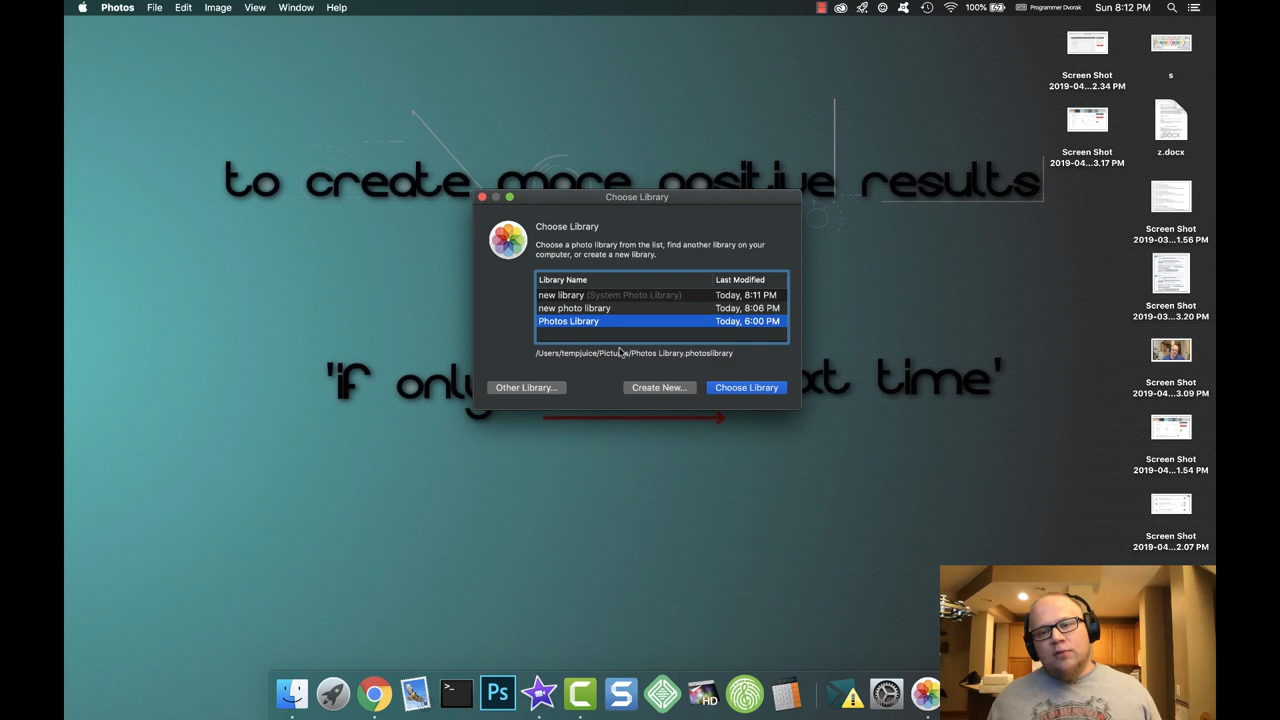 Photos File Edit Image View Window Help 100% Programmer Dvorak Sun 8:12 PM
Screen Shot
2019-04...2.34 PM
s
Screen Shot
2019-04...3.17 PM
z.docx
DOCX
to create more positive results
Choose Library
Choose Library
Choose a photo library from the list, find another library on your
computer, or create a new library.
Library Name Last Modified
new library (System Photo Library) Today, 8:11 PM
new photo library Today, 8:06 PM
Photos Library Today, 6:00 PM
/Users/tempjuice/Pictures/Photos Library.photoslibrary
Other Library... Create New... Choose Library
'if only time'
Screen Shot
2019-03...1.56 PM
Screen Shot
2019-04...3.20 PM
Screen Shot
2019-04...3.09 PM
Screen Shot
2019-04...1.54 PM
Screen Shot
2019-04...2.07 PM
>_ Ps C S HD